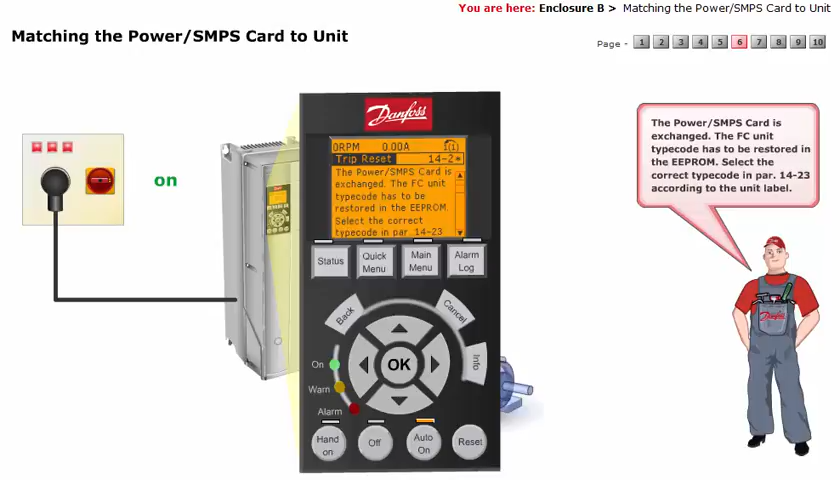 You are here: Enclosure B > Matching the Power/SMPS Card to Unit
Matching the Power/SMPS Card to Unit
Page - 1 2 3 4 5 6 7 8 9 10
Danfoss
0RPM 0.00A 1(1)
Trip Reset 14-2*
The Power/SMPS Card is
exchanged. The FC unit
typecode has to be
restored in the EEPROM.
Select the correct
typecode in par. 14-23
Status
Quick
Menu
Main
Menu
Alarm
Log
Back
Cancel
Info
OK
On
Warn
Alarm
Hand
on
Off
Auto
On
Reset
on
The Power/SMPS Card is
exchanged. The FC unit
typecode has to be restored in
the EEPROM. Select the
correct typecode in par. 14-23
according to the unit label.
Danfoss